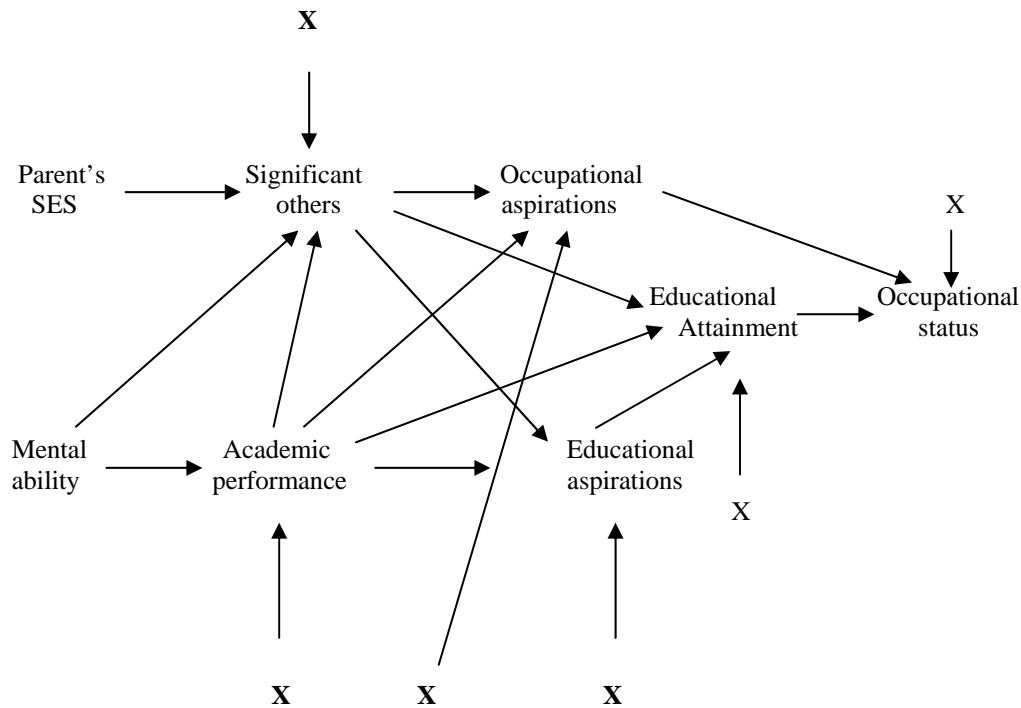 X
Parent’s
SES
Significant
others
Occupational
aspirations
X
Educational
Attainment
Occupational
status
Mental
ability
Academic
performance
Educational
aspirations
X
X
X
X